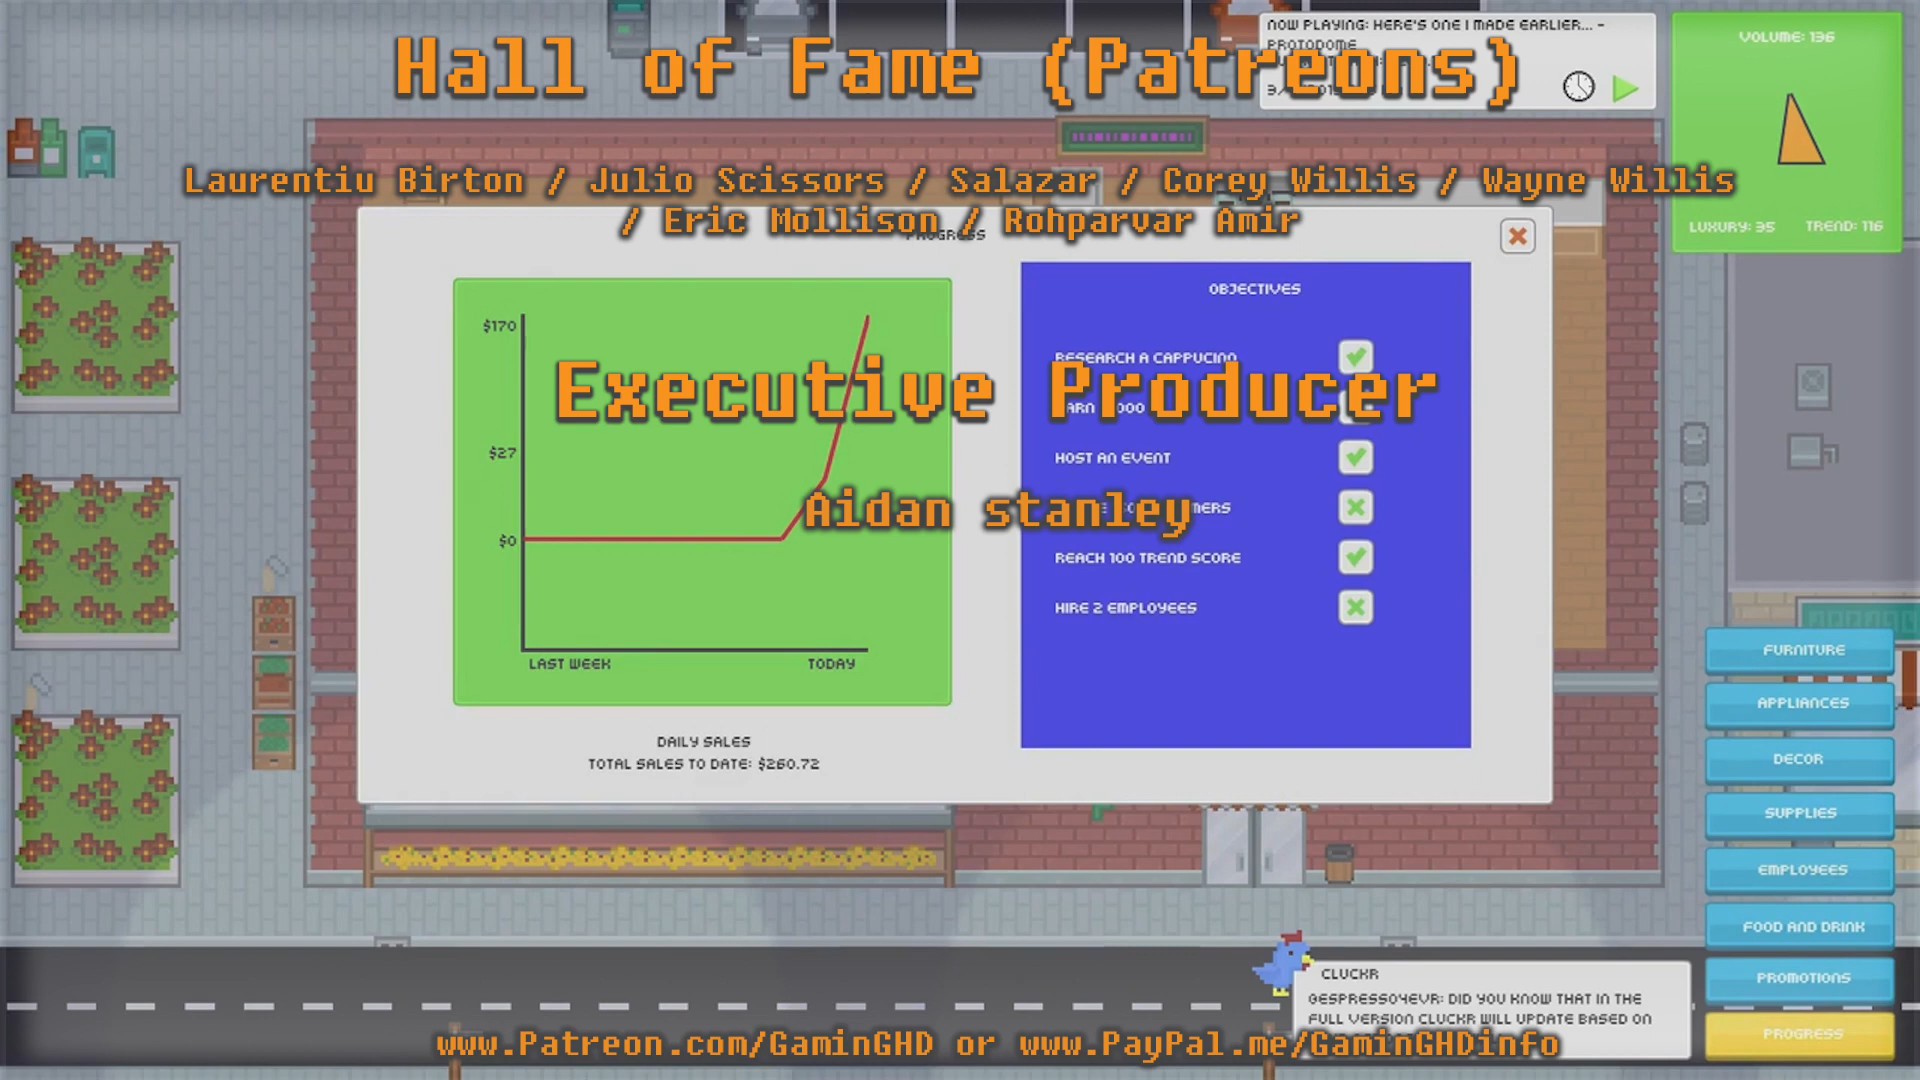 NOW PLAYING: HERE'S ONE I MADE EARLIER... -
PROTODOME
Hall of Fame (Patreons)
VOLUME: 136
LUXURY: 35
TREND: 116
Laurentiu Birton / Julio Scissors / Salazar / Corey Willis / Wayne Willis
/ Eric Mollison / Rohparvar Amir
PROGRESS
OBJECTIVES
$170
$27
$0
LAST WEEK
TODAY
DAILY SALES
TOTAL SALES TO DATE: $260.72
RESEARCH A CAPPUCINO
Executive Producer
HOST AN EVENT
Aidan stanley
REACH 100 TREND SCORE
HIRE 2 EMPLOYEES
FURNITURE
APPLIANCES
DECOR
SUPPLIES
EMPLOYEES
FOOD AND DRINK
PROMOTIONS
PROGRESS
CLUCKR
GESPRESSO4EVR: DID YOU KNOW THAT IN THE
FULL VERSION CLUCKR WILL UPDATE BASED ON
www.Patreon.com/GaminGHD or www.PayPal.me/GaminGHDinfo